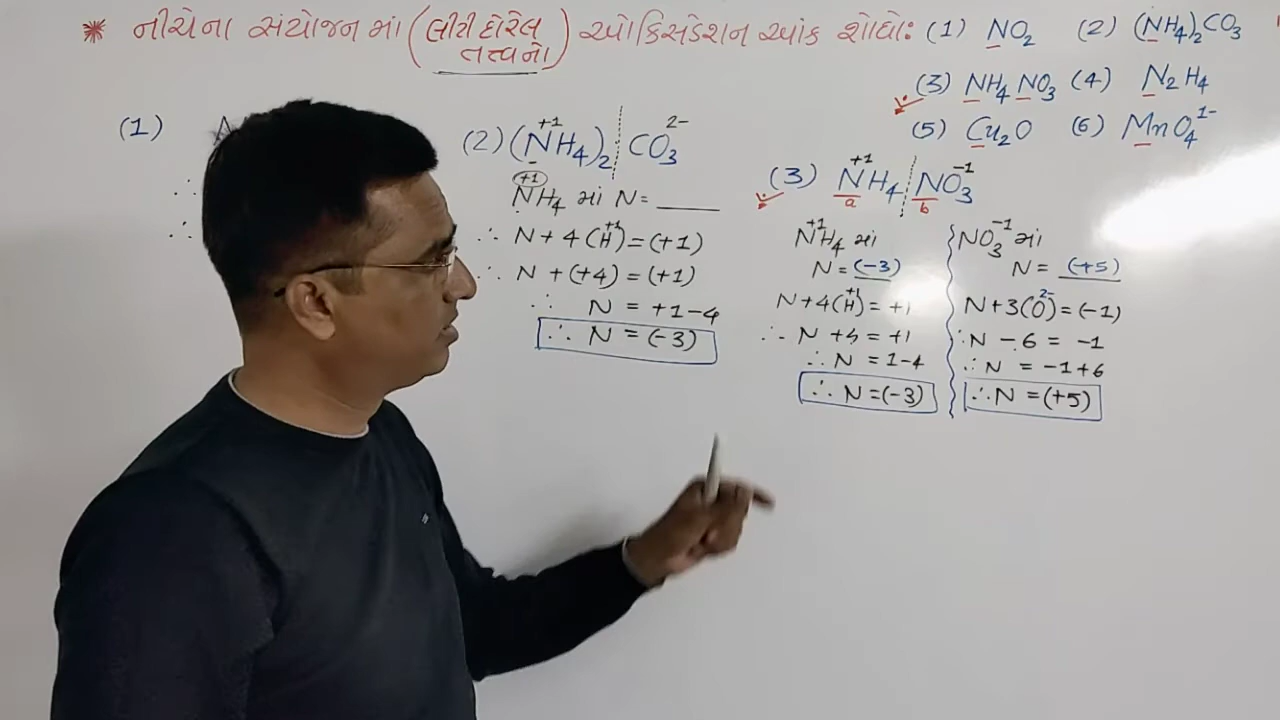 * નીચેના સંયોજન માં (લીટી દોરેલ તત્વનો) ઓકિસડેશન આંક શોધો: (1) NO₂ (2) (NH₄)₂CO₃
(3) NH₄NO₃ (4) N₂H₄
(5) Cu₂O (6) MnO₄¹⁻
(1)
∴
∴
(2) (N⁺¹H₄)₂ CO₃²⁻
N⁺¹H₄ માં N = ____
∴ N + 4(H⁺¹) = (+1)
∴ N + (+4) = (+1)
∴ N = +1-4
∴ N = (-3)
(3) N⁺¹H₄ NO₃⁻¹
a b
N⁺¹H₄ માં
N = (-3)
N + 4(H⁺¹) = +1
∴ N + 4 = +1
∴ N = 1-4
∴ N = (-3)
NO₃⁻¹ માં
N = (+5)
N + 3(O²⁻) = (-1)
∴ N - 6 = -1
∴ N = -1+6
∴ N = (+5)